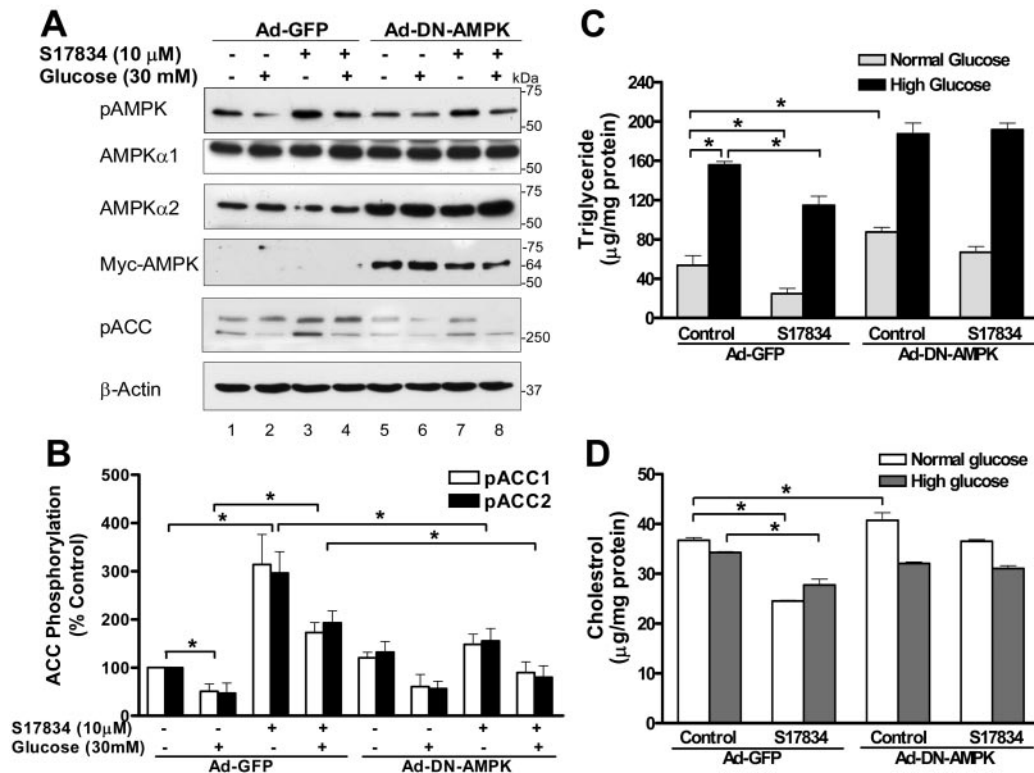 A
Ad-GFP Ad-DN-AMPK
S17834 (10 μM) - - + + - - + +
Glucose (30 mM) - + - + - + - + kDa
pAMPK
75
50
AMPKα1
50
AMPKα2
75
50
Myc-AMPK
75
64
50
pACC
250
β-Actin
37
1 2 3 4 5 6 7 8
B
pACC1
pACC2
ACC Phosphorylation
(% Control)
500
400
300
200
100
0
* * * * *
S17834 (10μM) - - + + - - + +
Glucose (30mM) - + - + - + - +
Ad-GFP Ad-DN-AMPK
C
Normal Glucose
High Glucose
Triglyceride
(μg/mg protein)
240
200
160
120
80
40
0
* * * *
Control S17834 Control S17834
Ad-GFP Ad-DN-AMPK
D
Normal glucose
High glucose
Cholestrol
(μg/mg protein)
50
40
30
20
10
0
* * *
Control S17834 Control S17834
Ad-GFP Ad-DN-AMPK